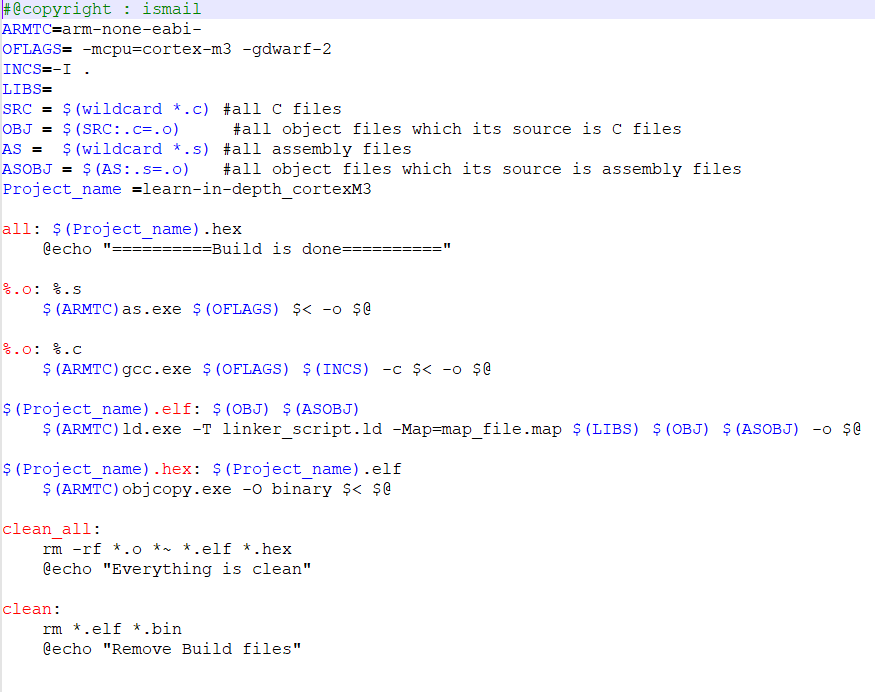 #@copyright : ismail
ARMTC=arm-none-eabi-
OFLAGS= -mcpu=cortex-m3 -gdwarf-2
INCS=-I .
LIBS=
SRC = $(wildcard *.c) #all C files
OBJ = $(SRC:.c=.o)     #all object files which its source is C files
AS =  $(wildcard *.s) #all assembly files
ASOBJ = $(AS:.s=.o)   #all object files which its source is assembly files
Project_name =learn-in-depth_cortexM3

all: $(Project_name).hex
    @echo "==========Build is done=========="

%.o: %.s
    $(ARMTC)as.exe $(OFLAGS) $< -o $@

%.o: %.c
    $(ARMTC)gcc.exe $(OFLAGS) $(INCS) -c $< -o $@

$(Project_name).elf: $(OBJ) $(ASOBJ)
    $(ARMTC)ld.exe -T linker_script.ld -Map=map_file.map $(LIBS) $(OBJ) $(ASOBJ) -o $@

$(Project_name).hex: $(Project_name).elf
    $(ARMTC)objcopy.exe -O binary $< $@

clean_all:
    rm -rf *.o *~ *.elf *.hex
    @echo "Everything is clean"

clean:
    rm *.elf *.bin
    @echo "Remove Build files"